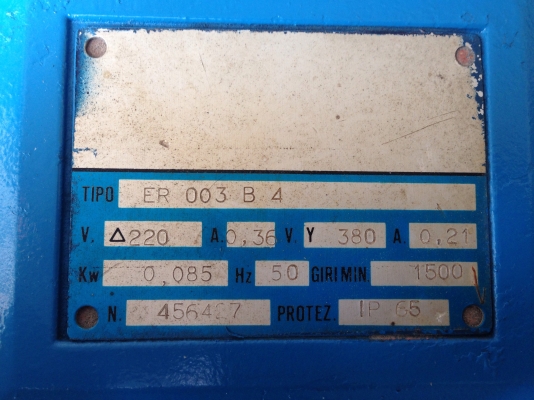 TIPO ER 003 B 4
V. Δ 220 A. 0,36 V. Y 380 A. 0,21
Kw 0,085 Hz 50 GIRI MIN. 1500
N. PROTEZ. IP 65